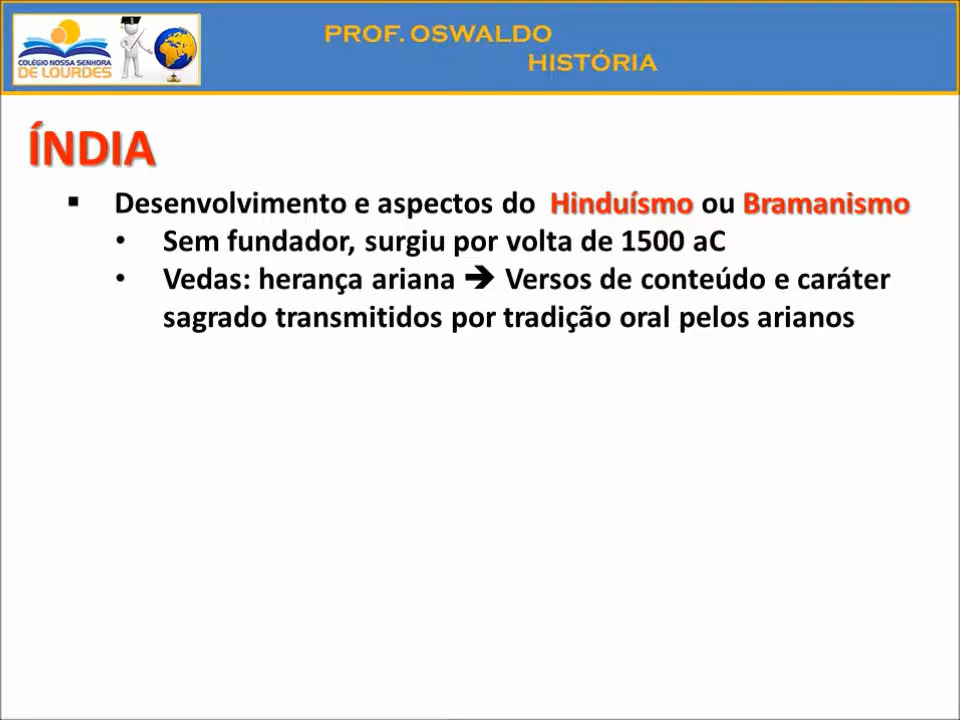 COLÉGIO NOSSA SENHORA
DE LOURDES
PROF. OSWALDO
HISTÓRIA
ÍNDIA
▪ Desenvolvimento e aspectos do Hinduísmo ou Bramanismo
• Sem fundador, surgiu por volta de 1500 aC
• Vedas: herança ariana ➔ Versos de conteúdo e caráter
sagrado transmitidos por tradição oral pelos arianos